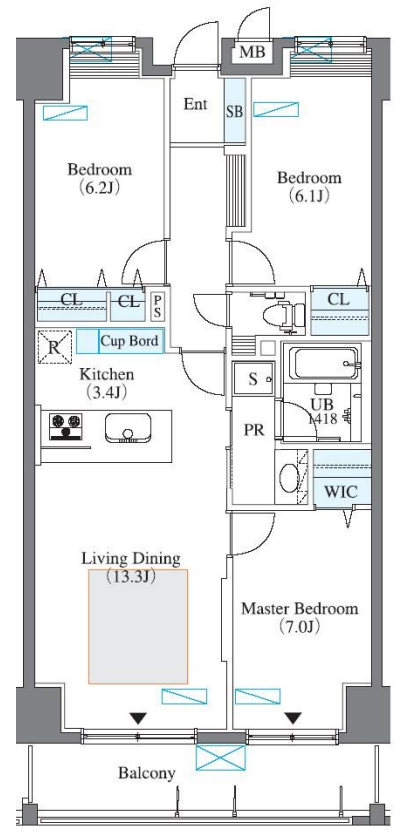 MB
Ent
SB
Bedroom
(6.2J)
Bedroom
(6.1J)
CL
CL
PS
CL
R
Cup Bord
Kitchen
(3.4J)
S
UB
1418
PR
WIC
Living Dining
(13.3J)
Master Bedroom
(7.0J)
Balcony